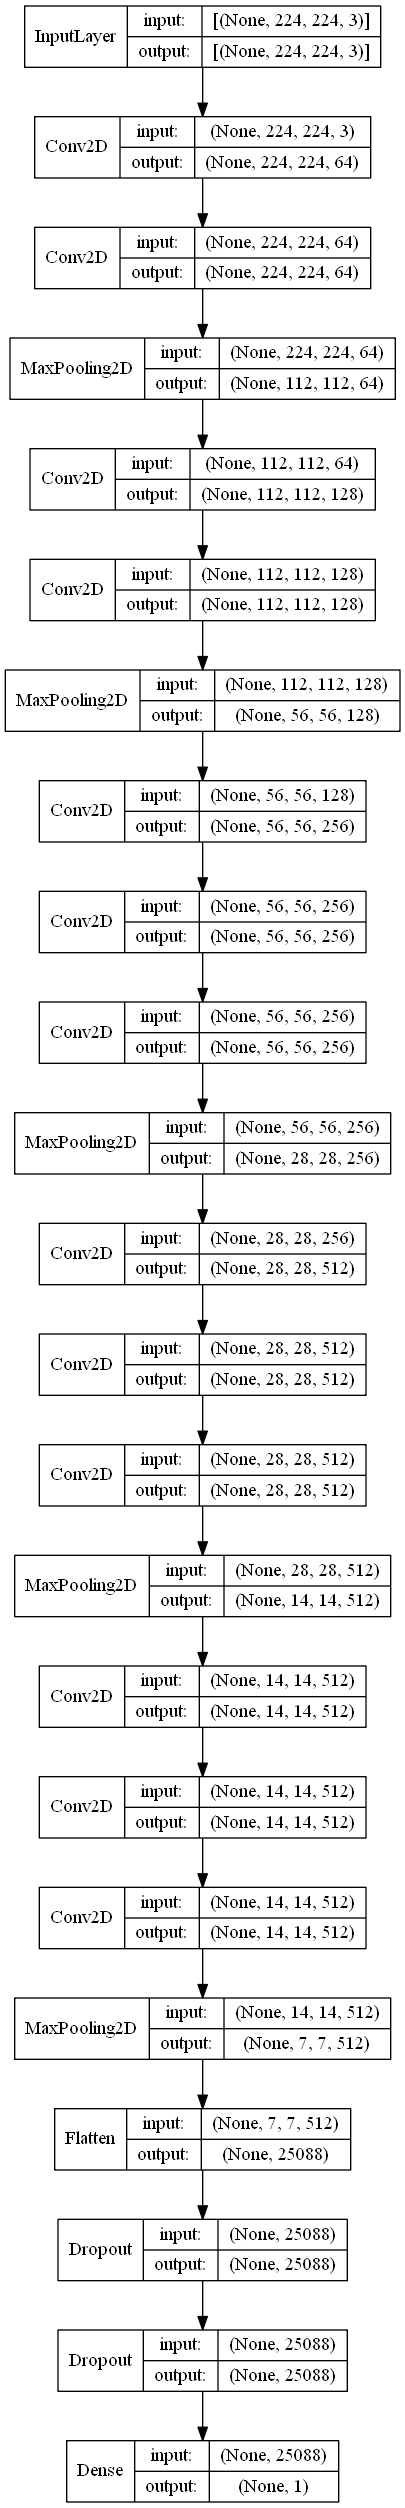 InputLayer input: [(None, 224, 224, 3)]
output: [(None, 224, 224, 3)]
Conv2D input: (None, 224, 224, 3)
output: (None, 224, 224, 64)
Conv2D input: (None, 224, 224, 64)
output: (None, 224, 224, 64)
MaxPooling2D input: (None, 224, 224, 64)
output: (None, 112, 112, 64)
Conv2D input: (None, 112, 112, 64)
output: (None, 112, 112, 128)
Conv2D input: (None, 112, 112, 128)
output: (None, 112, 112, 128)
MaxPooling2D input: (None, 112, 112, 128)
output: (None, 56, 56, 128)
Conv2D input: (None, 56, 56, 128)
output: (None, 56, 56, 256)
Conv2D input: (None, 56, 56, 256)
output: (None, 56, 56, 256)
Conv2D input: (None, 56, 56, 256)
output: (None, 56, 56, 256)
MaxPooling2D input: (None, 56, 56, 256)
output: (None, 28, 28, 256)
Conv2D input: (None, 28, 28, 256)
output: (None, 28, 28, 512)
Conv2D input: (None, 28, 28, 512)
output: (None, 28, 28, 512)
Conv2D input: (None, 28, 28, 512)
output: (None, 28, 28, 512)
MaxPooling2D input: (None, 28, 28, 512)
output: (None, 14, 14, 512)
Conv2D input: (None, 14, 14, 512)
output: (None, 14, 14, 512)
Conv2D input: (None, 14, 14, 512)
output: (None, 14, 14, 512)
Conv2D input: (None, 14, 14, 512)
output: (None, 14, 14, 512)
MaxPooling2D input: (None, 14, 14, 512)
output: (None, 7, 7, 512)
Flatten input: (None, 7, 7, 512)
output: (None, 25088)
Dropout input: (None, 25088)
output: (None, 25088)
Dropout input: (None, 25088)
output: (None, 25088)
Dense input: (None, 25088)
output: (None, 1)